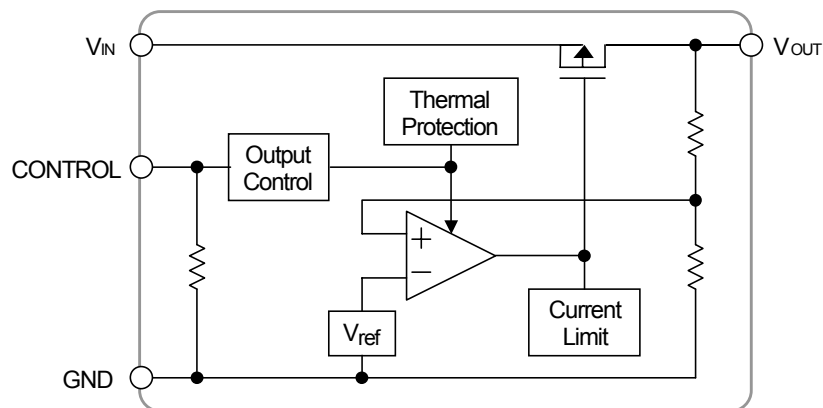 VIN
VOUT
Thermal
Protection
CONTROL
Output
Control
+
−
Vref
Current
Limit
GND